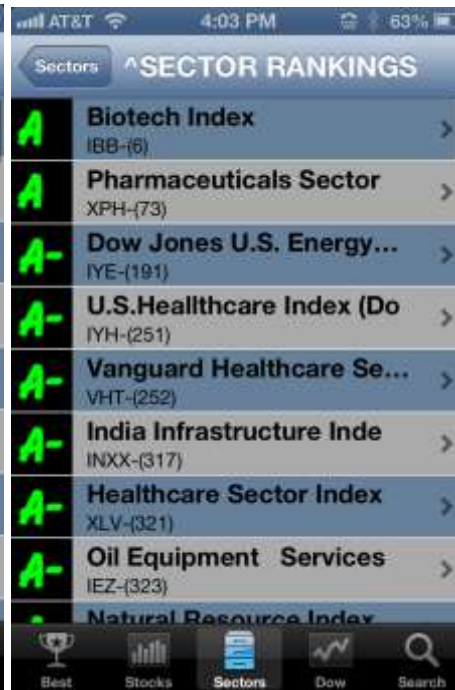 AT&T 4:03 PM 63%
Sectors ^SECTOR RANKINGS
A Biotech Index
IBB-(6)
A Pharmaceuticals Sector
XPH-(73)
A- Dow Jones U.S. Energy...
IYE-(191)
A- U.S.Heallthcare Index (Do
IYH-(251)
A- Vanguard Healthcare Se...
VHT-(252)
A- India Infrastructure Inde
INXX-(317)
A- Healthcare Sector Index
XLV-(321)
A- Oil Equipment Services
IEZ-(323)
Natural Resource Index
Best Stocks Sectors Dow Search